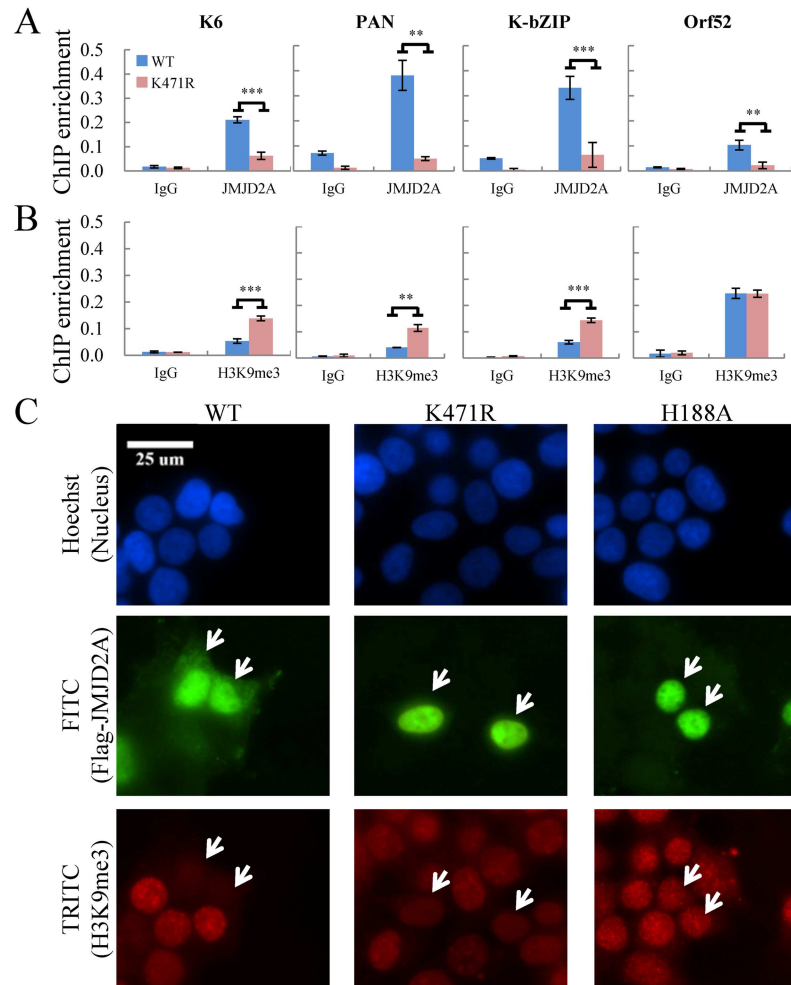 A
K6
PAN
K-bZIP
Orf52
ChIP enrichment
0.5
0.4
0.3
0.2
0.1
0.0
WT
K471R
***
**
***
**
IgG
JMJD2A
IgG
JMJD2A
IgG
JMJD2A
IgG
JMJD2A
B
ChIP enrichment
0.5
0.4
0.3
0.2
0.1
0.0
***
**
***
IgG
H3K9me3
IgG
H3K9me3
IgG
H3K9me3
IgG
H3K9me3
C
WT
K471R
H188A
25 um
Hoechst
(Nucleus)
FITC
(Flag-JMJD2A)
TRITC
(H3K9me3)